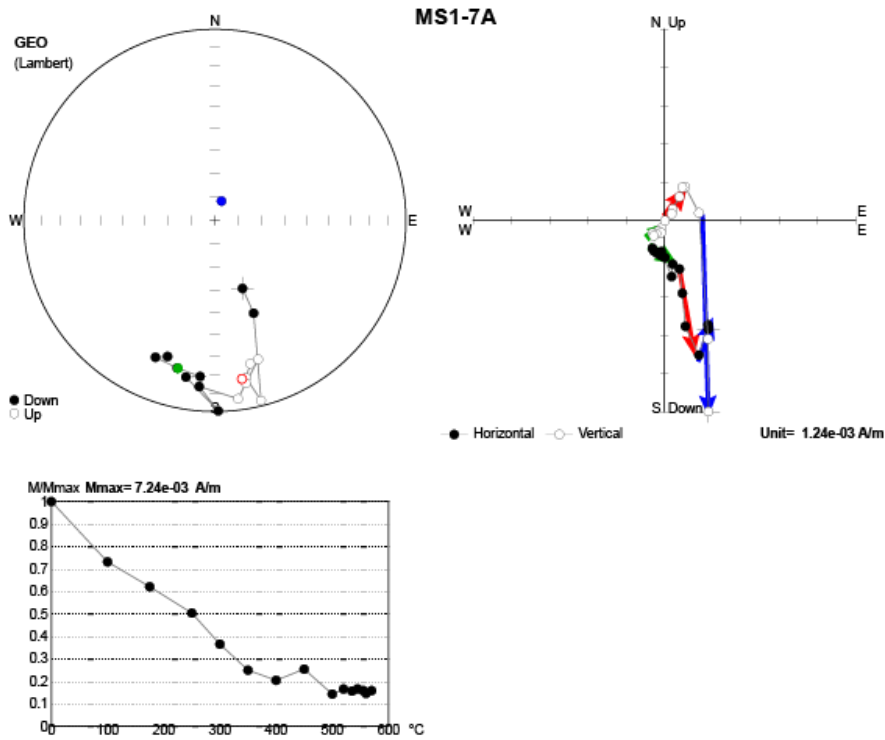 MS1-7A
GEO
(Lambert)
N
W
E
S
Down
Up
N Up
W
W
E
E
S Down
Horizontal
Vertical
Unit= 1.24e-03 A/m
M/Mmax Mmax= 7.24e-03 A/m
1
0.9
0.8
0.7
0.6
0.5
0.4
0.3
0.2
0.1
0
0 100 200 300 400 500 600 °C